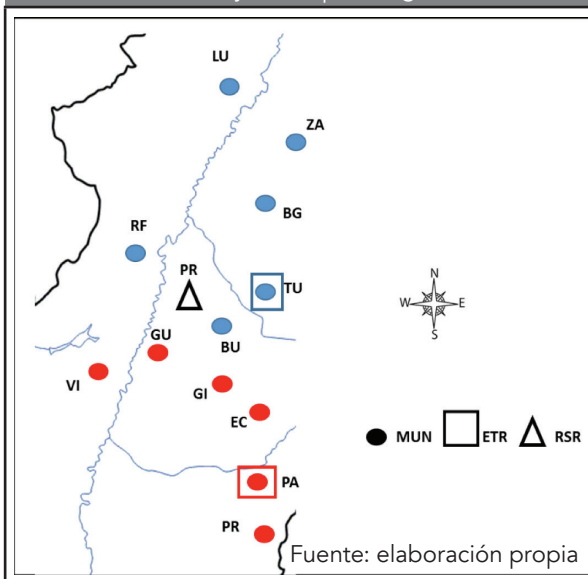 LU
ZA
BG
RF
PR
TU
GU
BU
VI
GI
EC
PA
PR
N
W E
S
MUN ETR RSR
Fuente: elaboración propia